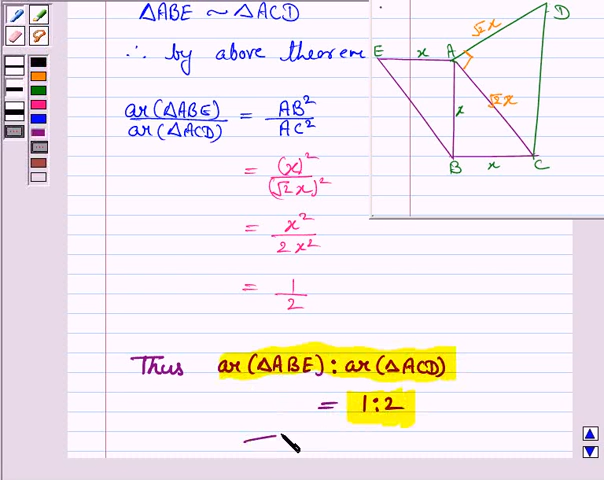 ΔABE ~ ΔACD
∴ by above theorem
ar(ΔABE)/ar(ΔACD) = AB²/AC²
= (x)²/(√2x)²
= x²/2x²
= 1/2
Thus ar(ΔABE) : ar(ΔACD)
= 1:2
D
√2x
E x A
x √2x
B x C